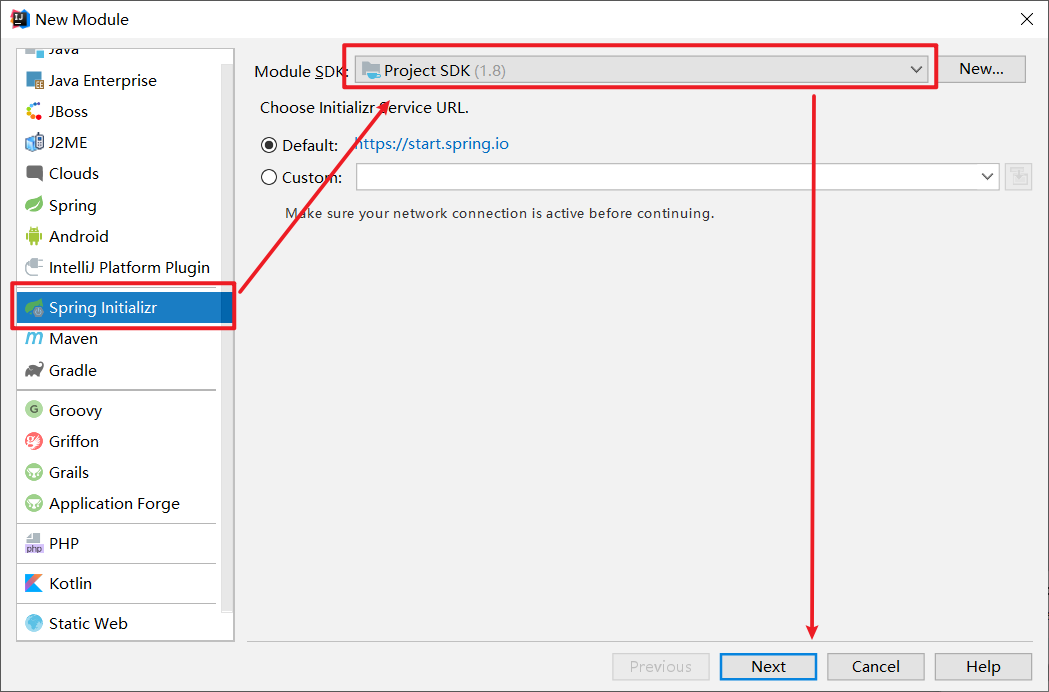 New Module
Java
Java Enterprise
JBoss
J2ME
Clouds
Spring
Android
IntelliJ Platform Plugin
Spring Initializr
Maven
Gradle
Groovy
Griffon
Grails
Application Forge
PHP
Kotlin
Static Web
Module SDK: Project SDK (1.8) New...
Choose Initializr Service URL.
Default: https://start.spring.io
Custom:
Make sure your network connection is active before continuing.
Previous Next Cancel Help